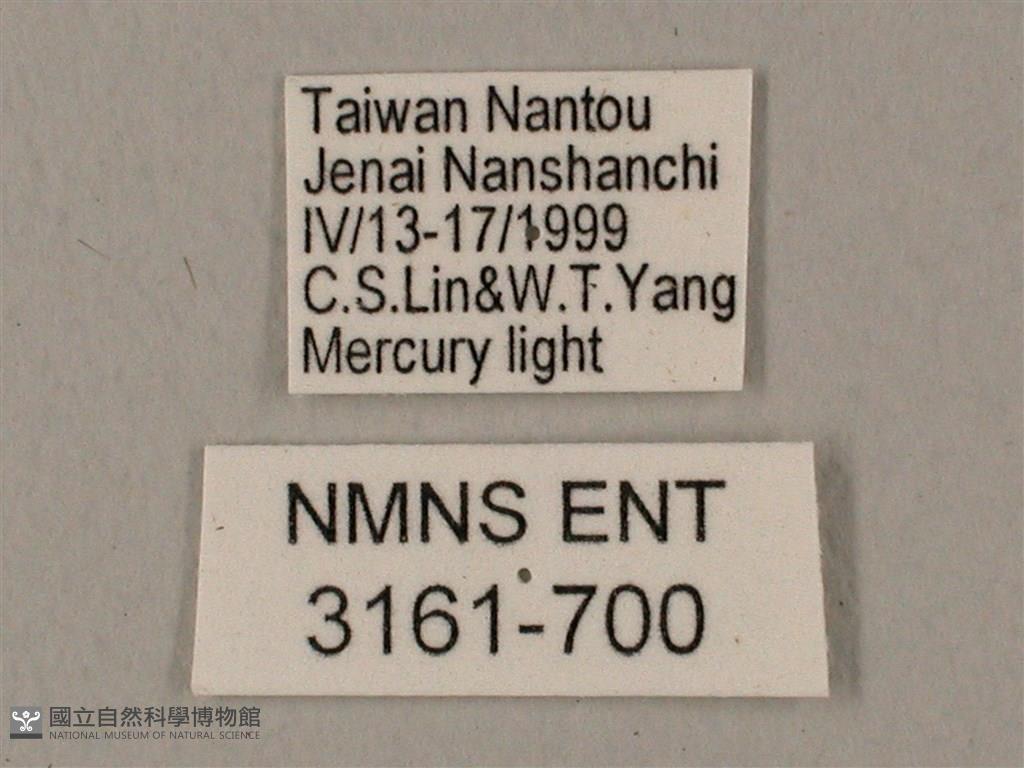 Taiwan Nantou
Jenai Nanshanchi
IV/13-17/1999
C.S.Lin&W.T.Yang
Mercury light
NMNS ENT
3161-700
國立自然科學博物館
NATIONAL MUSEUM OF NATURAL SCIENCE